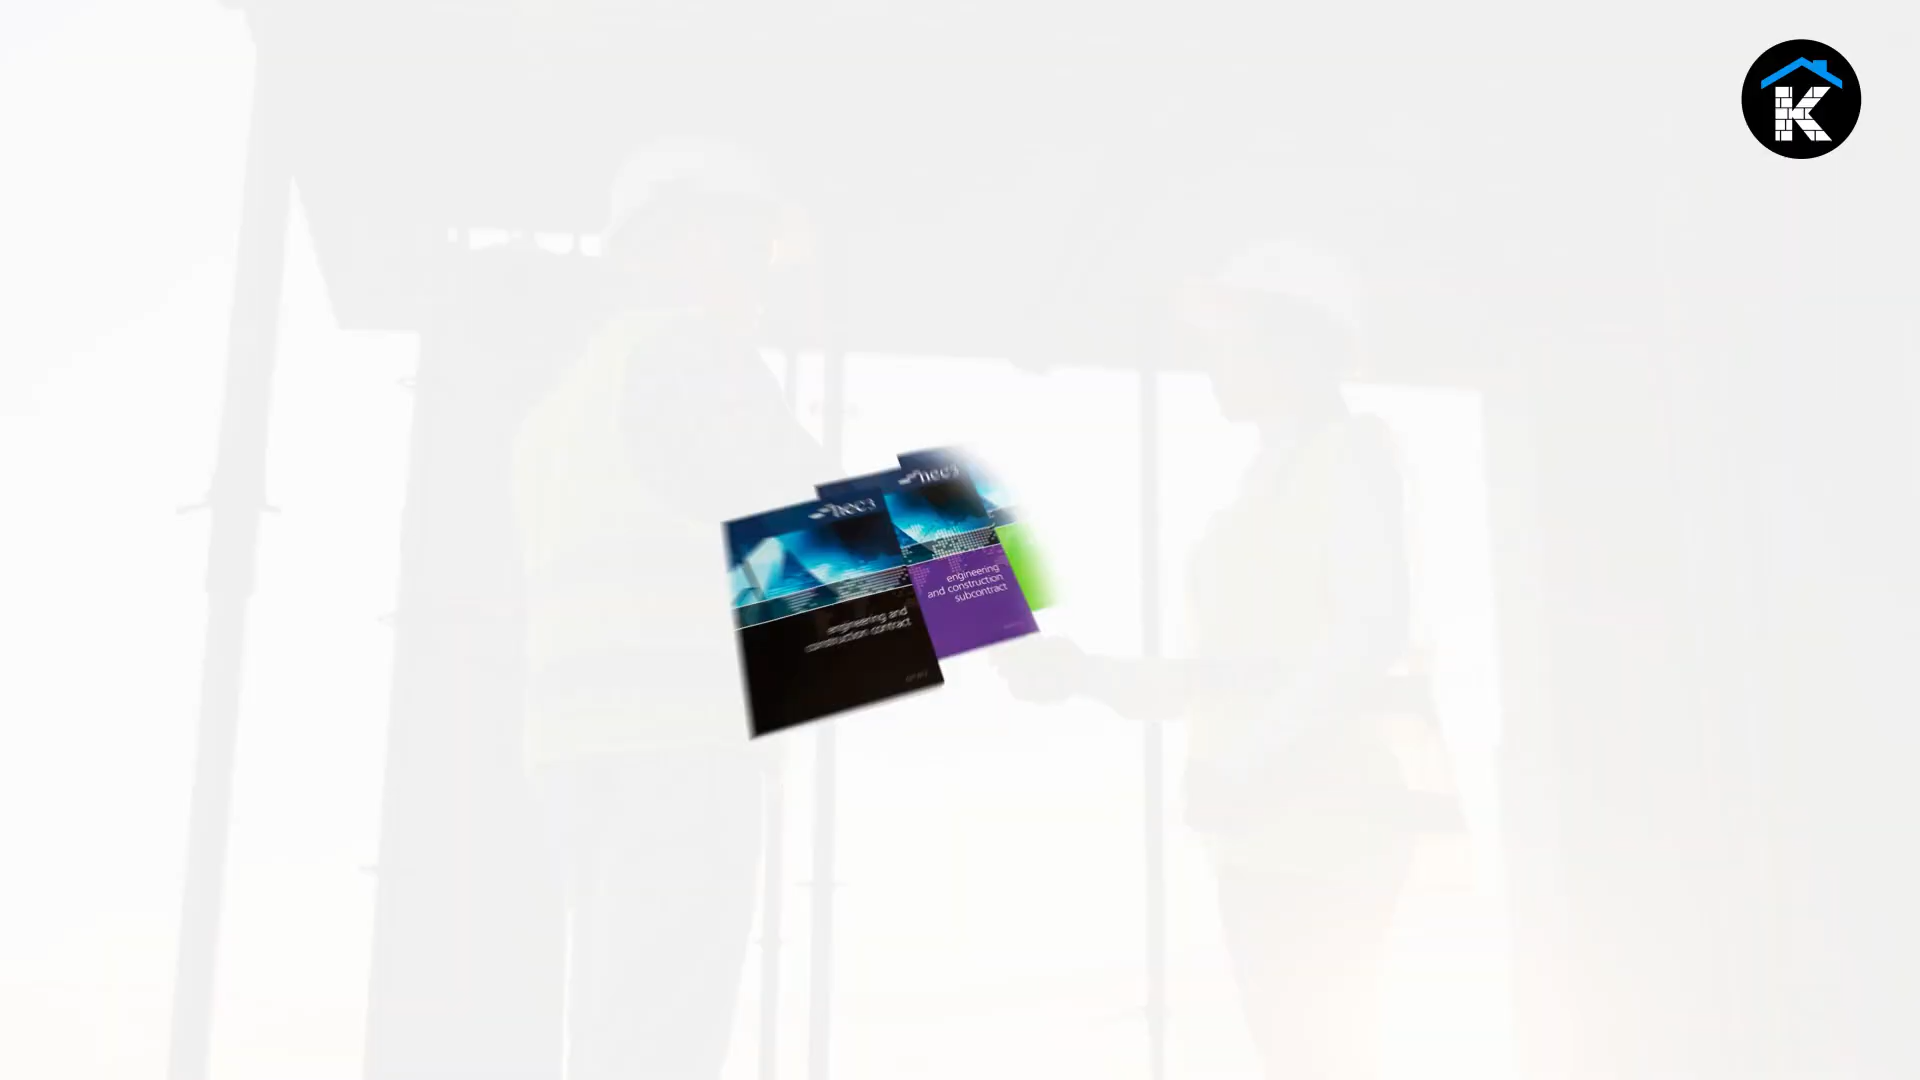 nec3
engineering and
construction contract
nec3
engineering
and construction
subcontract
K